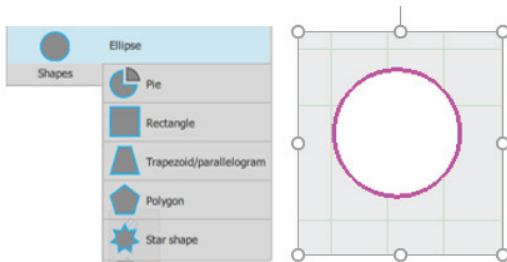 Ellipse
Shapes
Pie
Rectangle
Trapezoid/parallelogram
Polygon
Star shape